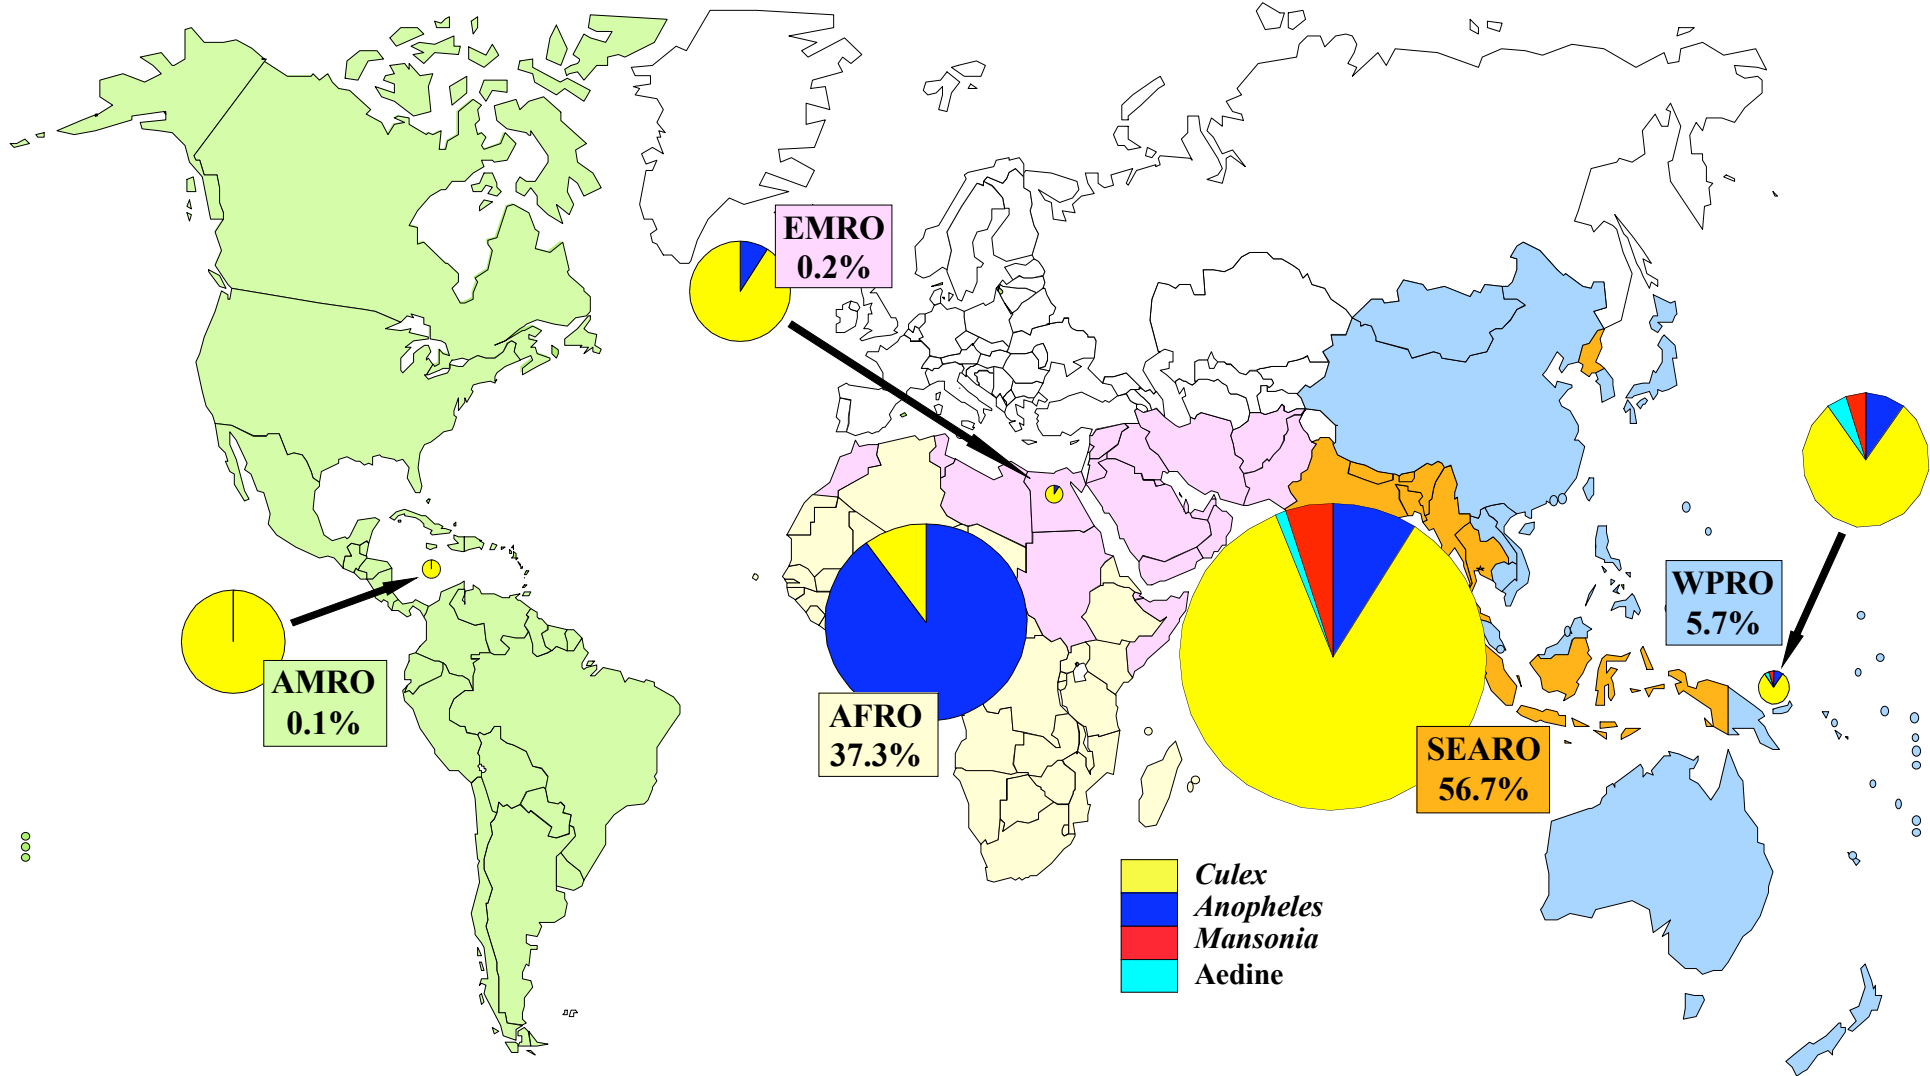 EMRO
0.2%
WPRO
5.7%
AMRO
0.1%
AFRO
37.3%
SEARO
56.7%
Culex
Anopheles
Mansonia
Aedine